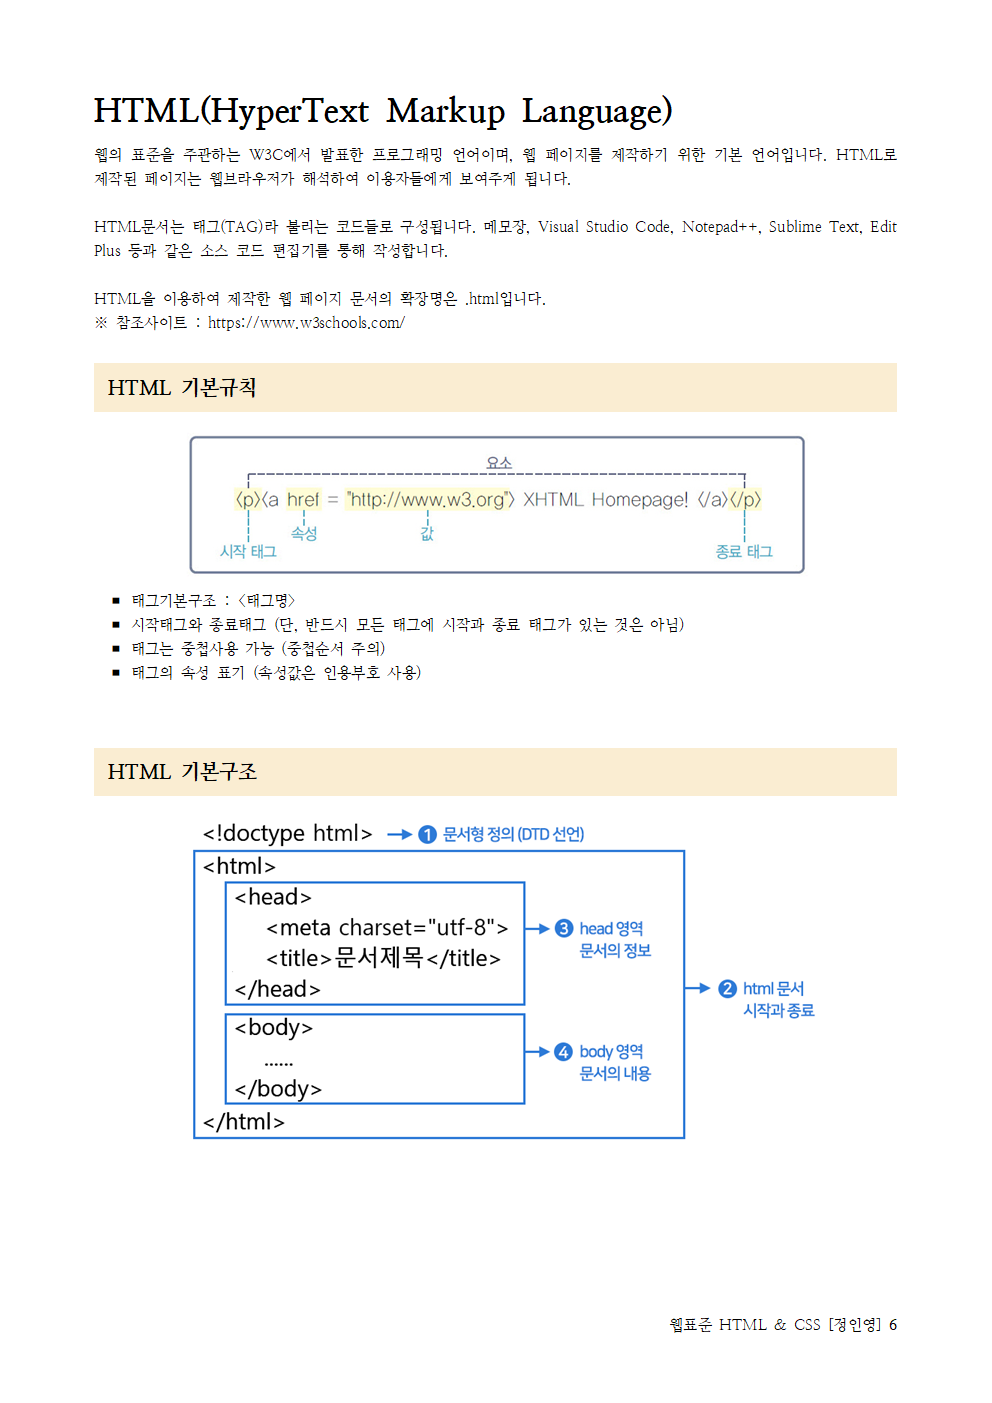 HTML(HyperText Markup Language)
웹의 표준을 주관하는 W3C에서 발표한 프로그래밍 언어이며, 웹 페이지를 제작하기 위한 기본 언어입니다. HTML로
제작된 페이지는 웹브라우저가 해석하여 이용자들에게 보여주게 됩니다.
HTML문서는 태그(TAG)라 불리는 코드들로 구성됩니다. 메모장, Visual Studio Code, Notepad++, Sublime Text, Edit
Plus 등과 같은 소스 코드 편집기를 통해 작성합니다.
HTML을 이용하여 제작한 웹 페이지 문서의 확장명은 .html입니다.
※ 참조사이트 : https://www.w3schools.com/
HTML 기본규칙
요소
<p><a href = "http://www.w3.org"> XHTML Homepage! </a></p>
속성 값
시작 태그 종료 태그
■ 태그기본구조 : <태그명>
■ 시작태그와 종료태그 (단, 반드시 모든 태그에 시작과 종료 태그가 있는 것은 아님)
■ 태그는 중첩사용 가능 (중첩순서 주의)
■ 태그의 속성 표기 (속성값은 인용부호 사용)
HTML 기본구조
<!doctype html> → ❶ 문서형 정의 (DTD 선언)
<html>
<head>
<meta charset="utf-8"> → ❸ head 영역
문서의 정보
<title>문서제목</title>
</head>
→ ❷ html 문서
시작과 종료
<body>
...... → ❹ body 영역
문서의 내용
</body>
</html>
웹표준 HTML & CSS [정인영] 6